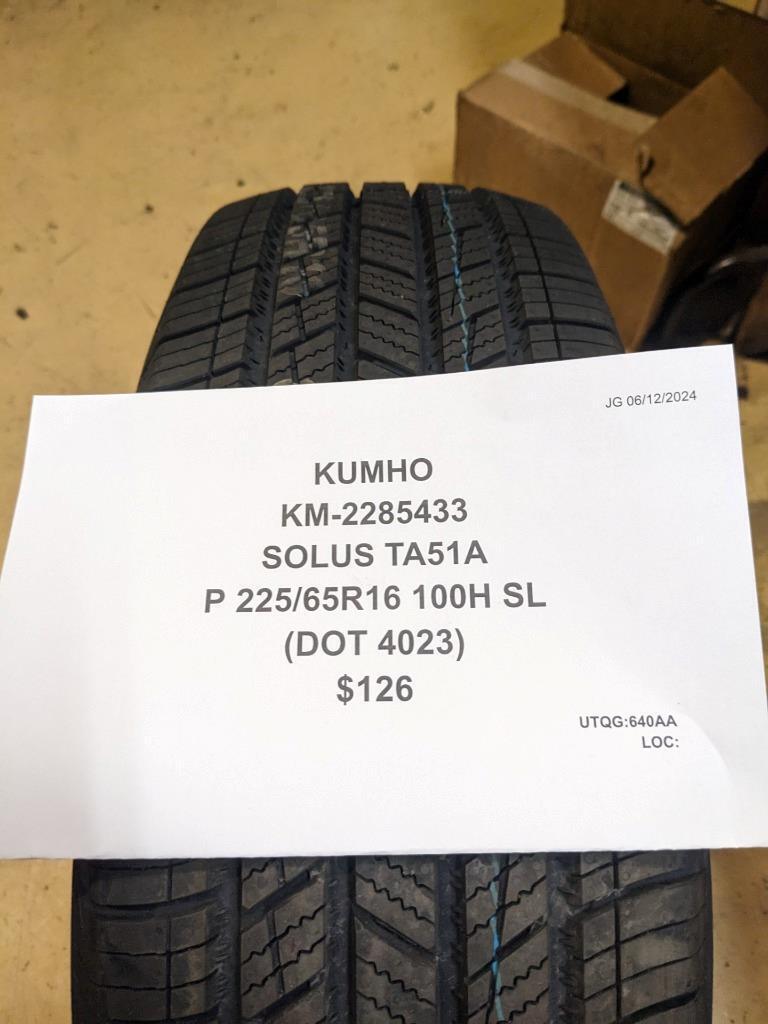 JG 06/12/2024
KUMHO
KM-2285433
SOLUS TA51A
P 225/65R16 100H SL
(DOT 4023)
$126
UTQG:640AA
LOC: